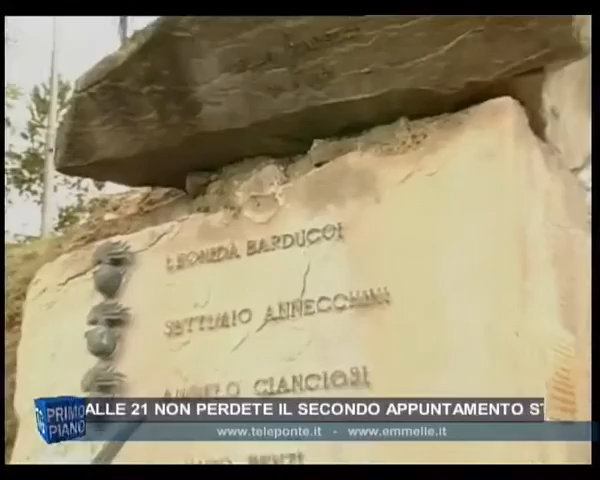 LEONIDA BARDUCCI
SETTIMIO ANNECCHINI
ANGELO CIANCIOSI
TG PRIMO PIANO
ALLE 21 NON PERDETE IL SECONDO APPUNTAMENTO
www.teleponte.it - www.emmelle.it